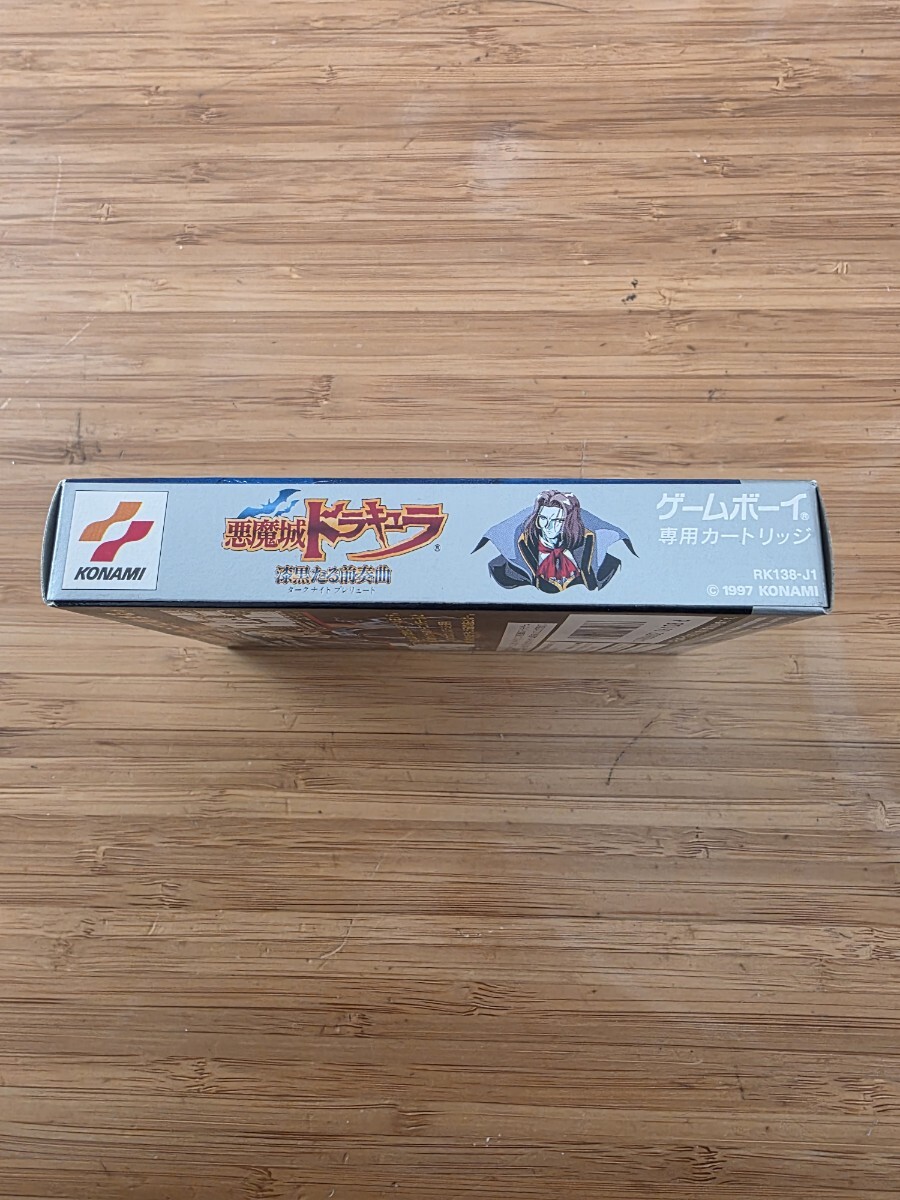 KONAMI
悪魔城ドラキュラ®
漆黒たる前奏曲
ダークナイト プレリュード
ゲームボーイ®
専用カートリッジ
RK138-J1
© 1997 KONAMI